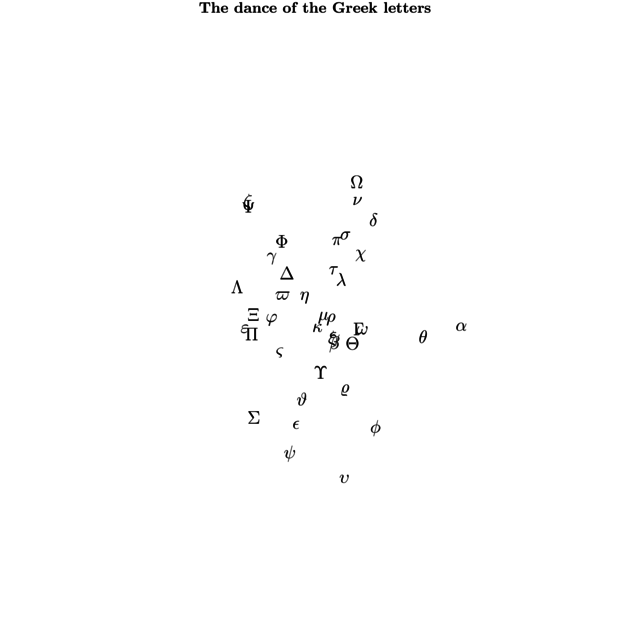 The dance of the Greek letters
Ω
ν
Ψ
δ
π σ
Φ
χ
γ
τ
Δ
λ
Λ
ϖ η
Ξ φ μ ρ
ε κ ω α
Π θ
Θ
ς
Υ
ϱ
ϑ
Σ
ϵ ϕ
ψ
υ